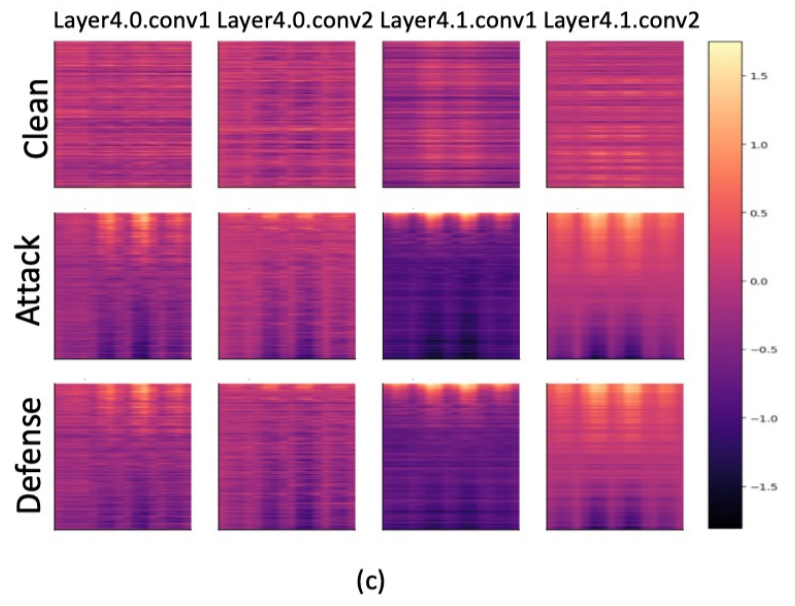 Layer4.0.conv1 Layer4.0.conv2 Layer4.1.conv1 Layer4.1.conv2
Clean
Attack
Defense
1.5
1.0
0.5
0.0
−0.5
−1.0
−1.5
(c)